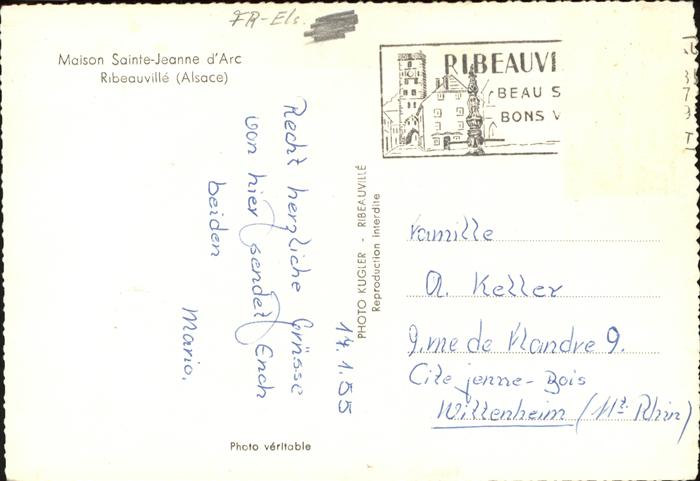 FR-Els.
Maison Sainte-Jeanne d'Arc
Ribeauvillé (Alsace)
RIBEAUVI
BEAU S
BONS V
14.1.55
Recht herzliche Grüsse
von hier sendet Euch
beiden
Mario.
PHOTO KUGLER - RIBEAUVILLÉ
Reproduction interdite
Familie
A. Keller
9. rue de Flandre 9.
Cite jeune-Bois
Wittenheim (Ht. Rhin)
Photo véritable